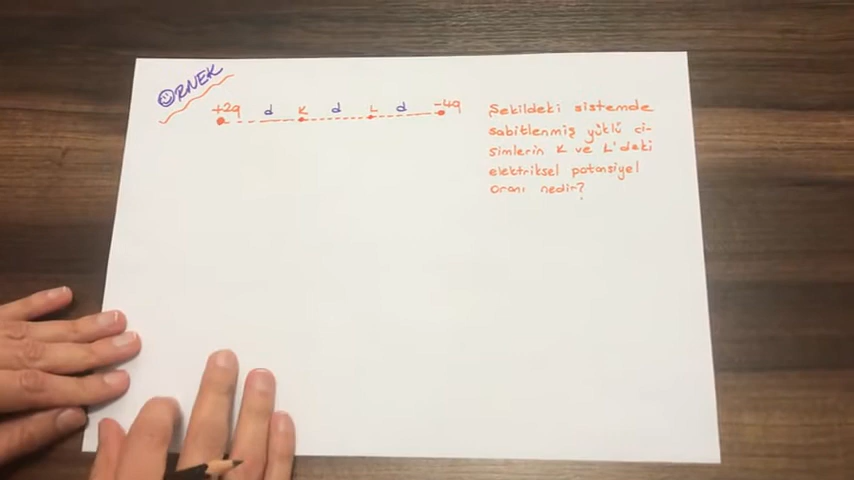 ÖRNEK
+2q d K d L d -4q
Şekildeki sistemde
sabitlenmiş yüklü ci-
simlerin K ve L'deki
elektriksel potansiyel
oranı nedir?